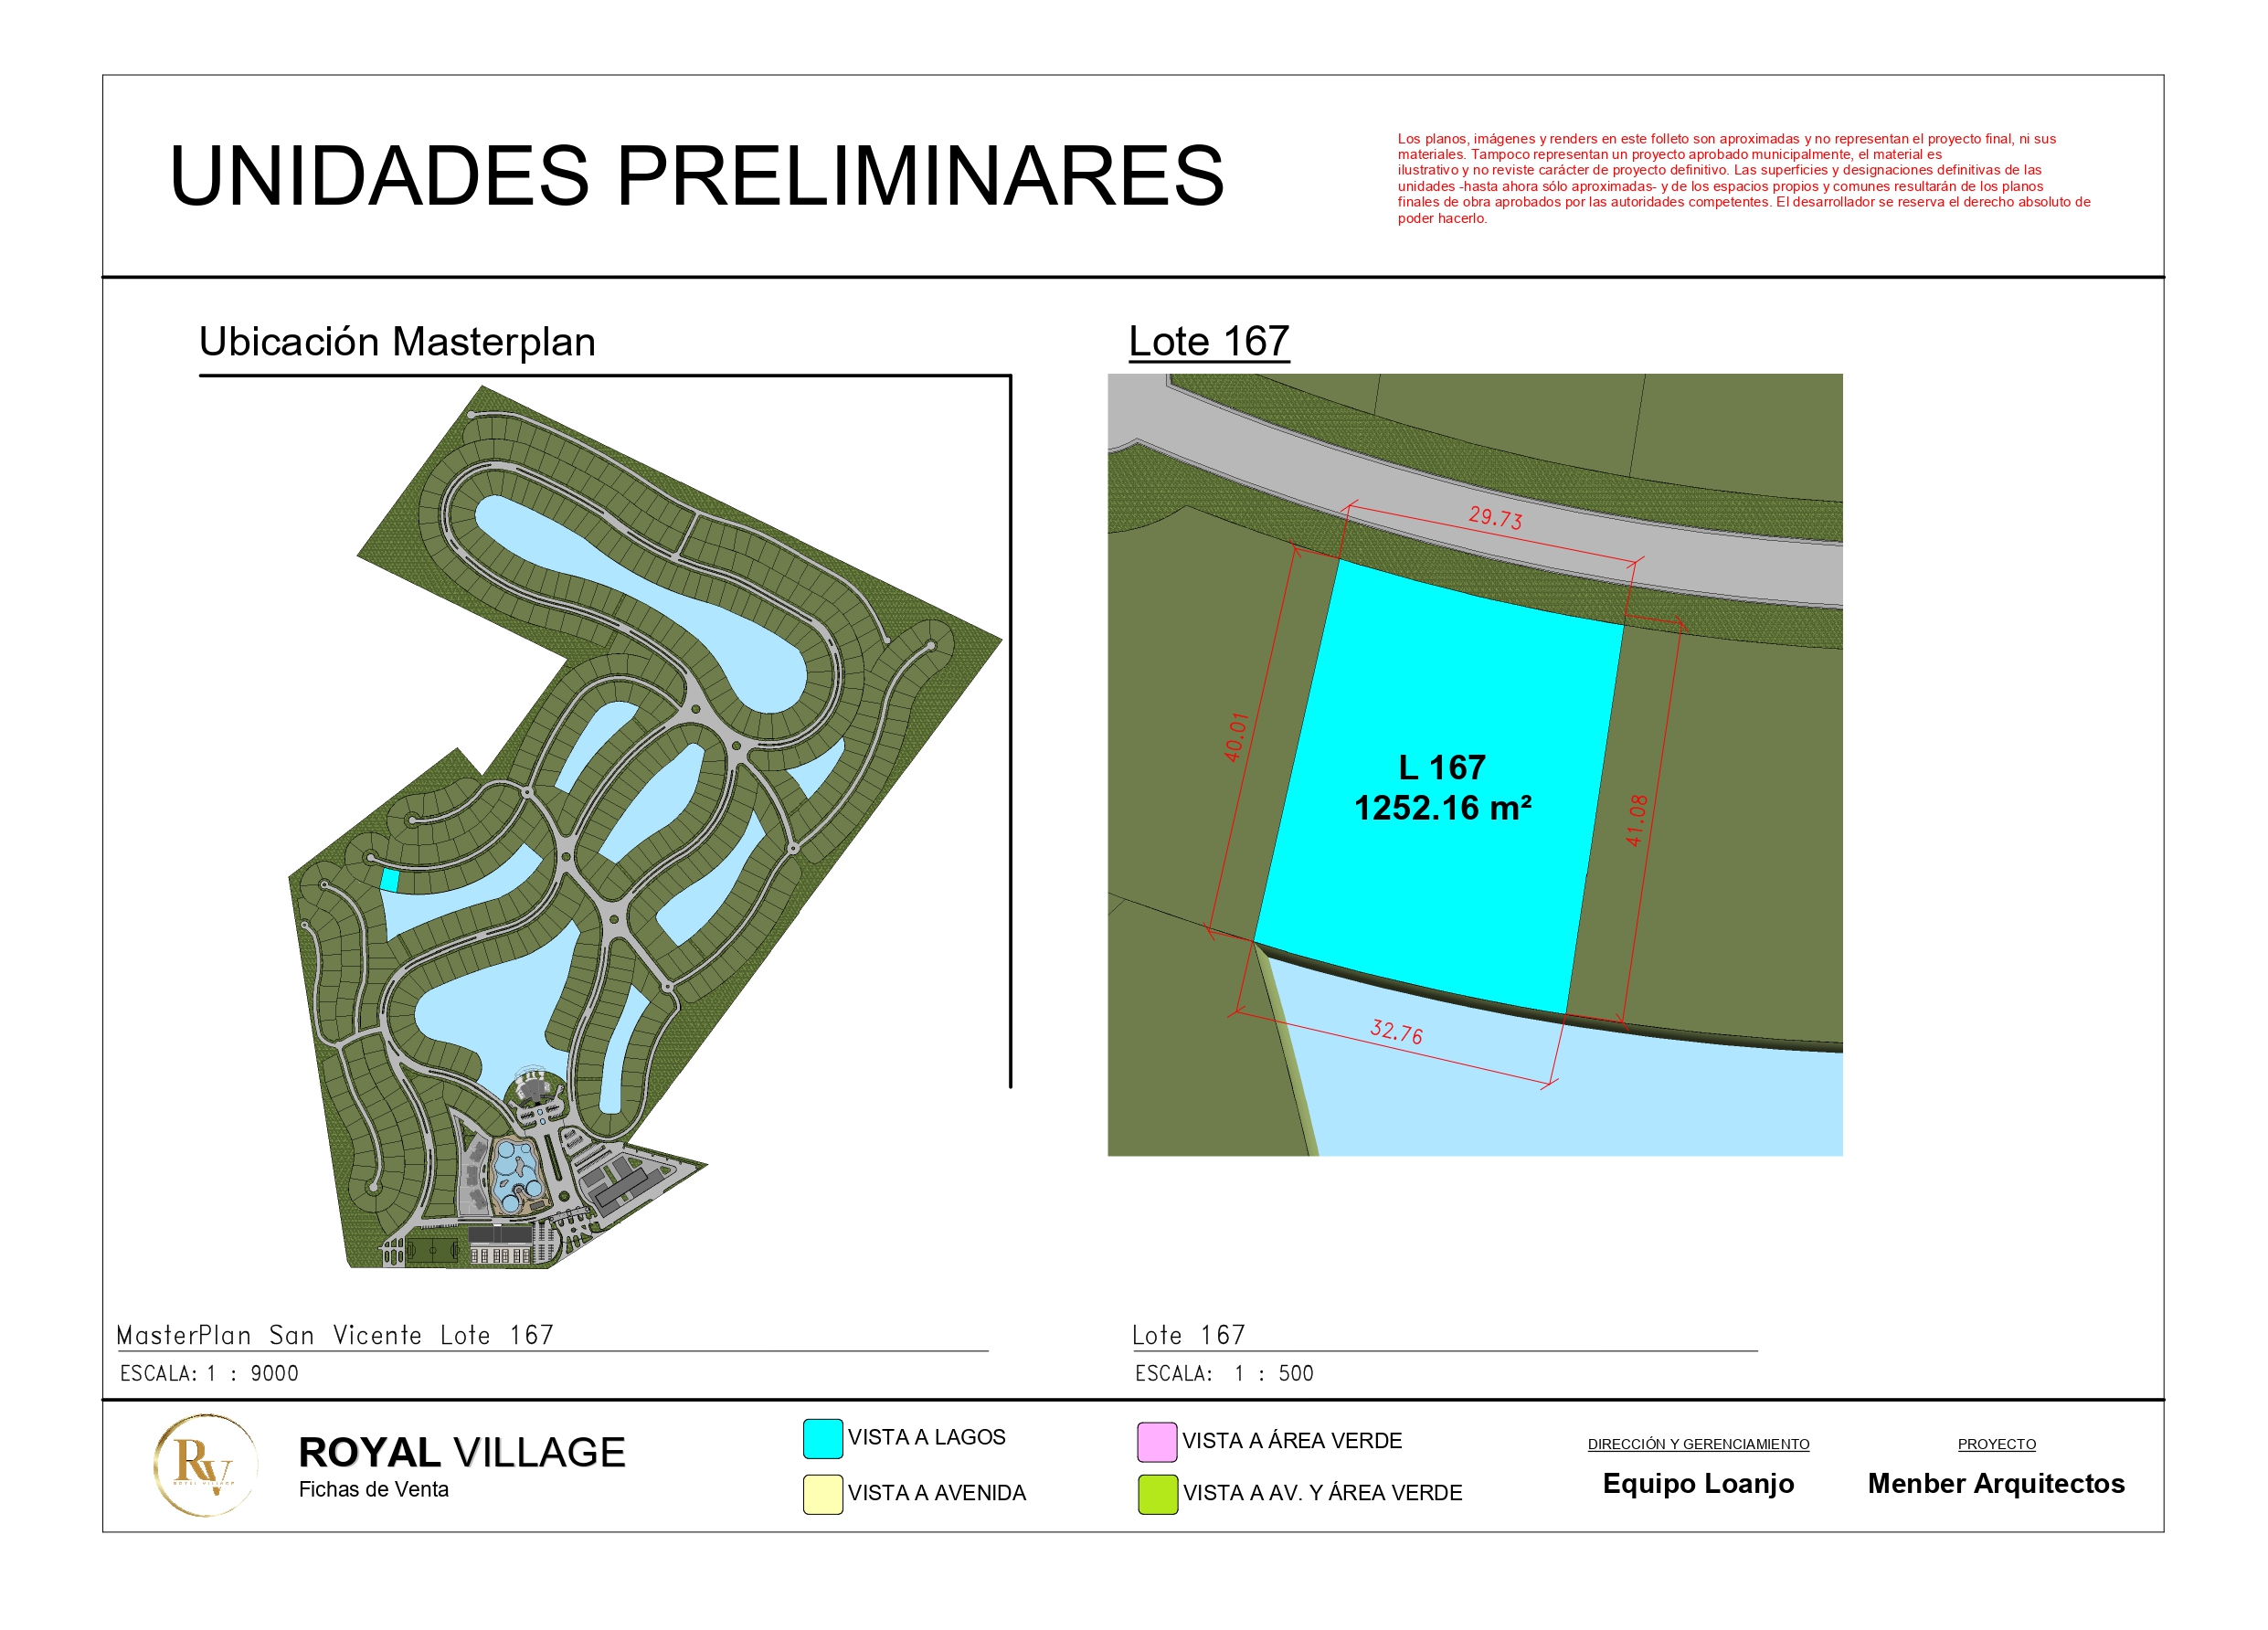 UNIDADES PRELIMINARES
Los planos, imágenes y renders en este folleto son aproximadas y no representan el proyecto final, ni sus
materiales. Tampoco representan un proyecto aprobado municipalmente, el material es
ilustrativo y no reviste carácter de proyecto definitivo. Las superficies y designaciones definitivas de las
unidades -hasta ahora sólo aproximadas- y de los espacios propios y comunes resultarán de los planos
finales de obra aprobados por las autoridades competentes. El desarrollador se reserva el derecho absoluto de
poder hacerlo.
Ubicación Masterplan
Lote 167
29.73
40.01
L 167
1252.16 m²
41.08
32.76
MasterPlan San Vicente Lote 167
ESCALA: 1 : 9000
Lote 167
ESCALA: 1 : 500
RV
ROYAL VILLAGE
ROYAL VILLAGE
Fichas de Venta
VISTA A LAGOS
VISTA A AVENIDA
VISTA A ÁREA VERDE
VISTA A AV. Y ÁREA VERDE
DIRECCIÓN Y GERENCIAMIENTO
Equipo Loanjo
PROYECTO
Menber Arquitectos